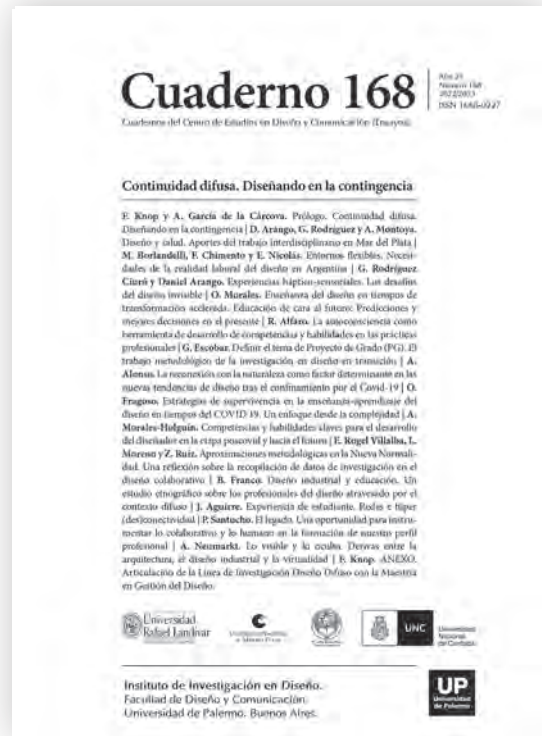 Cuaderno 168
Año 23
Número 168
2022/2023
ISSN 1668-0227
Cuadernos del Centro de Estudios en Diseño y Comunicación [Ensayos]
Continuidad difusa. Diseñando en la contingencia
F. Knop y A. García de la Cárcova. Prólogo. Continuidad difusa.
Diseñando en la contingencia | D. Arango, G. Rodríguez y A. Montoya.
Diseño y salud. Aportes del trabajo interdisciplinario en Mar del Plata |
M. Borlandelli, F. Chimento y E. Nicolás. Entornos flexibles. Necesi-
dades de la realidad laboral del diseño en Argentina | G. Rodríguez
Ciuró y Daniel Arango. Experiencias háptico-sensoriales. Los desafíos
del diseño invisible | O. Morales. Enseñanza del diseño en tiempos de
transformación acelerada. Educación de cara al futuro: Predicciones y
mejores decisiones en el presente | R. Alfaro. La autoconsciencia como
herramienta de desarrollo de competencias y habilidades en las prácticas
profesionales | G. Escobar. Definir el tema de Proyecto de Grado (PG). El
trabajo metodológico de la investigación en diseño en transición | A.
Alonso. La reconexión con la naturaleza como factor determinante en las
nuevas tendencias de diseño tras el confinamiento por el Covid-19 | O.
Fragoso. Estrategias de supervivencia en la enseñanza-aprendizaje del
diseño en tiempos del COVID 19. Un enfoque desde la complejidad | A.
Morales-Holguín. Competencias y habilidades claves para el desarrollo
del diseñador en la etapa poscovid y hacia el futuro | E. Rogel Villalba, L.
Moreno y Z. Ruiz. Aproximaciones metodológicas en la Nueva Normali-
dad. Una reflexión sobre la recopilación de datos de investigación en el
diseño colaborativo | B. Franco. Diseño industrial y educación. Un
estudio etnográfico sobre los profesionales del diseño atravesado por el
contexto difuso | J. Aguirre. Experiencia de estudiante. Redes e hiper
(des)conectividad | P. Santucho. El legado. Una oportunidad para instru-
mentar lo colaborativo y lo humano en la formación de nuestro perfil
profesional | A. Neumarkt. Lo visible y lo oculto. Derivas entre la
arquitectura, el diseño industrial y la virtualidad | F. Knop. ANEXO.
Articulación de la Línea de Investigación Diseño Difuso con la Maestría
en Gestión del Diseño.
Universidad
Rafael Landívar
UNC
Universidad
Nacional
de Córdoba
Instituto de Investigación en Diseño.
Facultad de Diseño y Comunicación.
Universidad de Palermo. Buenos Aires.
UP
Universidad
de Palermo